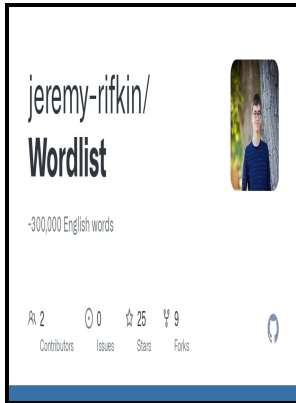 jeremy-rifkin/
Wordlist
~300,000 English words
2 0 25 9
Contributors Issues Stars Forks